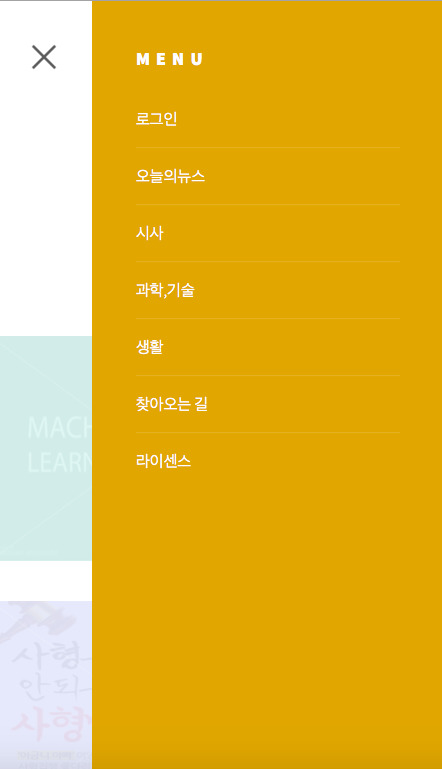 MENU
로그인
오늘의뉴스
시사
과학,기술
생활
찾아오는 길
라이센스
MACH
LEARN
사형
안되
사형